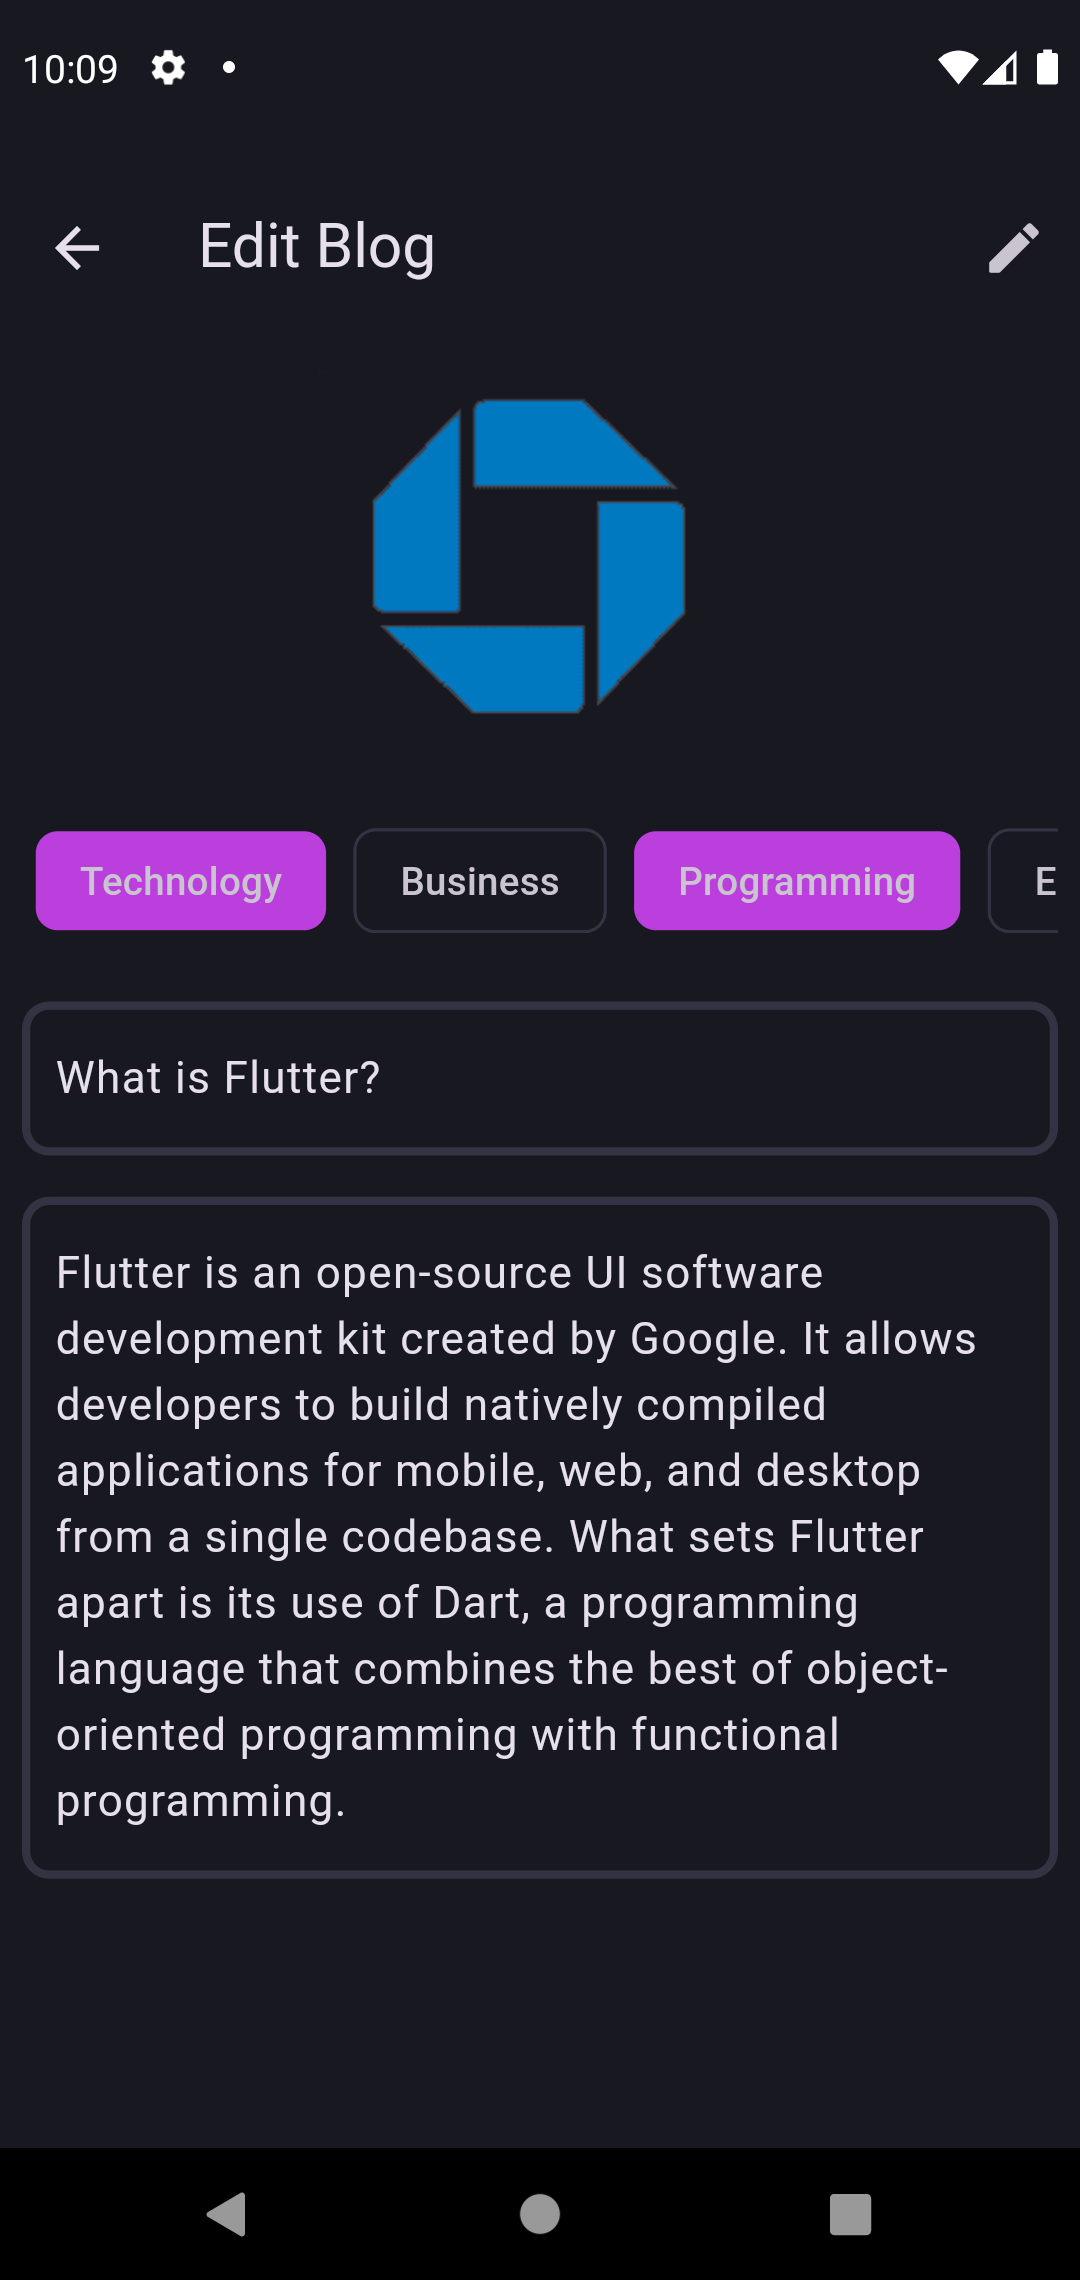 10:09
Edit Blog
Technology Business Programming E
What is Flutter?
Flutter is an open-source UI software
development kit created by Google. It allows
developers to build natively compiled
applications for mobile, web, and desktop
from a single codebase. What sets Flutter
apart is its use of Dart, a programming
language that combines the best of object-
oriented programming with functional
programming.